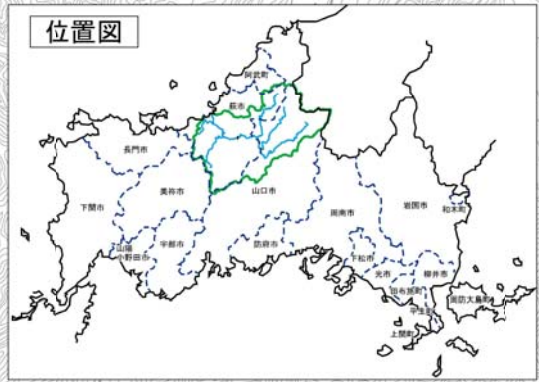 位置図
阿武町
萩市
長門市
美祢市
山口市
下関市
周南市
岩国市
和木町
山陽
小野田市
宇部市
防府市
下松市
光市
柳井市
田布施町
周防大島町
平生町
上関町